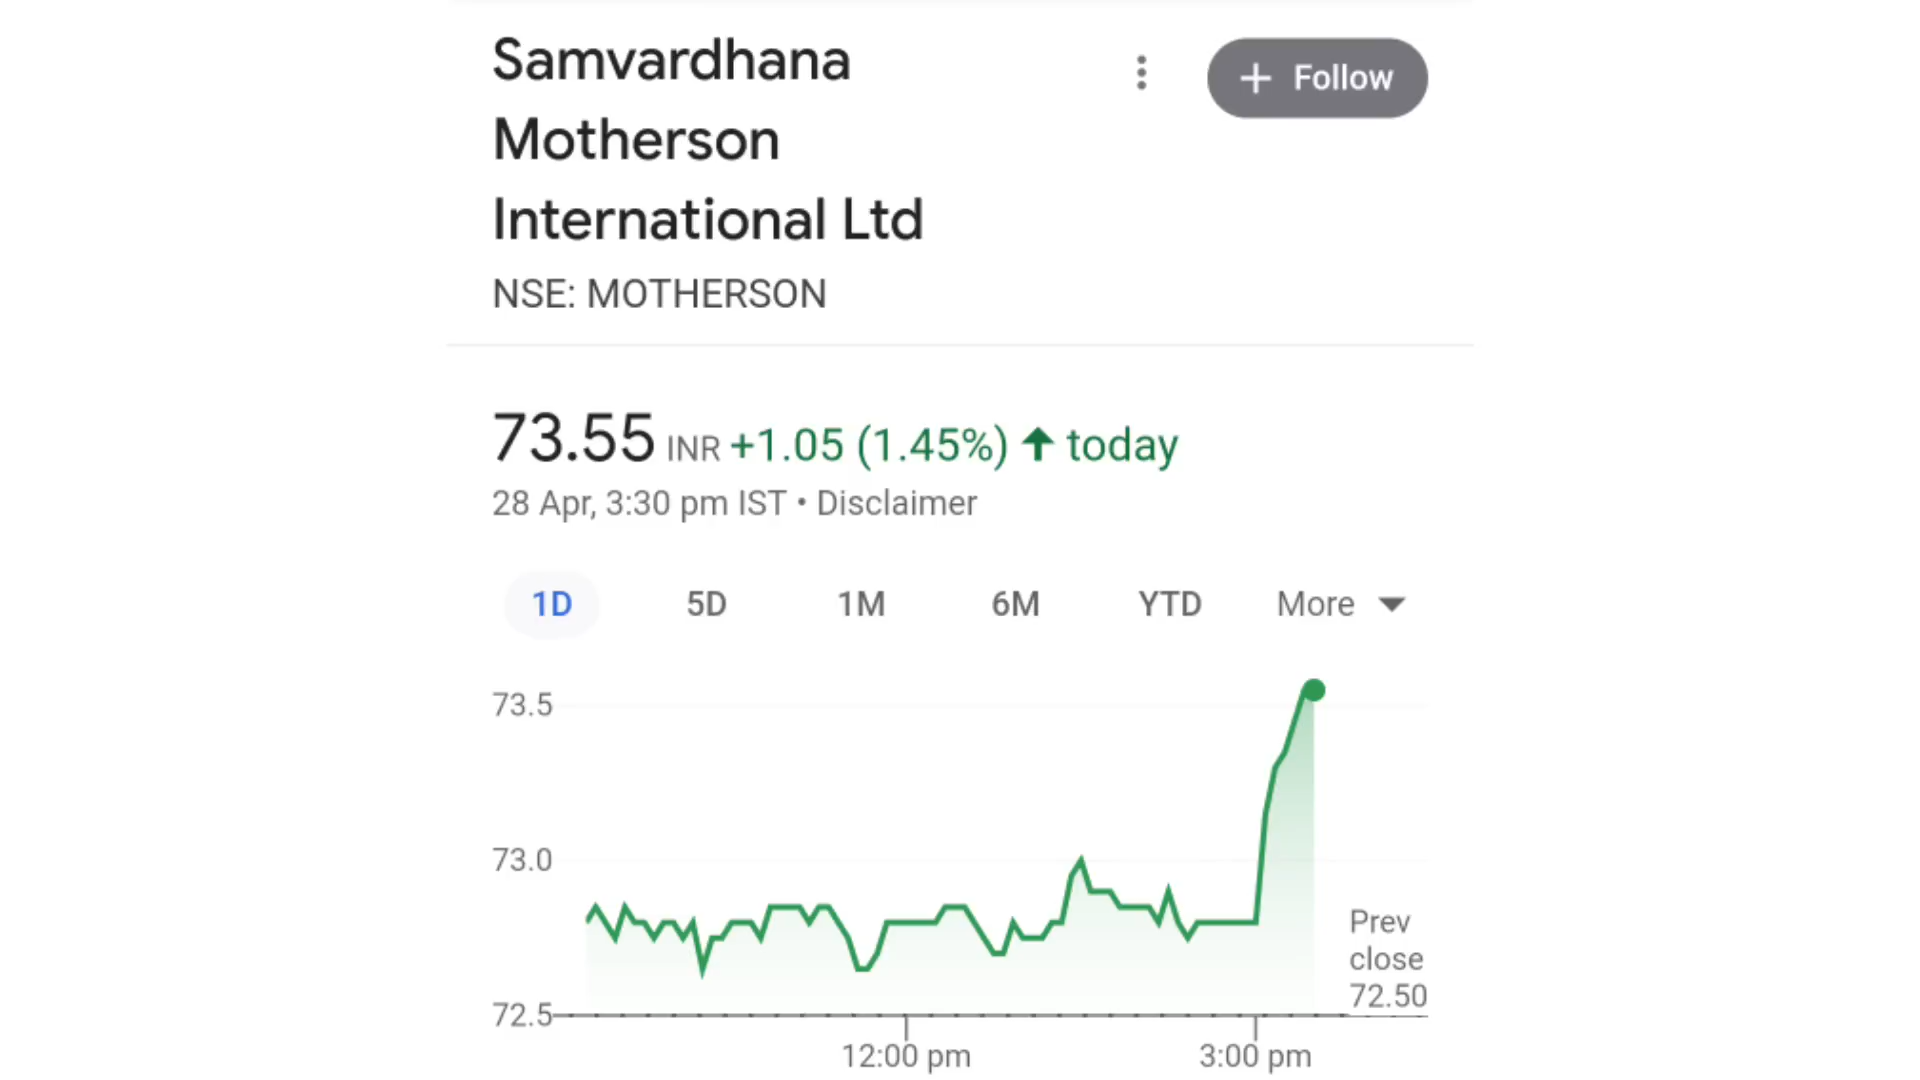 Samvardhana
Motherson
International Ltd
+ Follow
NSE: MOTHERSON
73.55 INR +1.05 (1.45%) ↑ today
28 Apr, 3:30 pm IST • Disclaimer
1D 5D 1M 6M YTD More
73.5
73.0
72.5
Prev
close
72.50
12:00 pm 3:00 pm